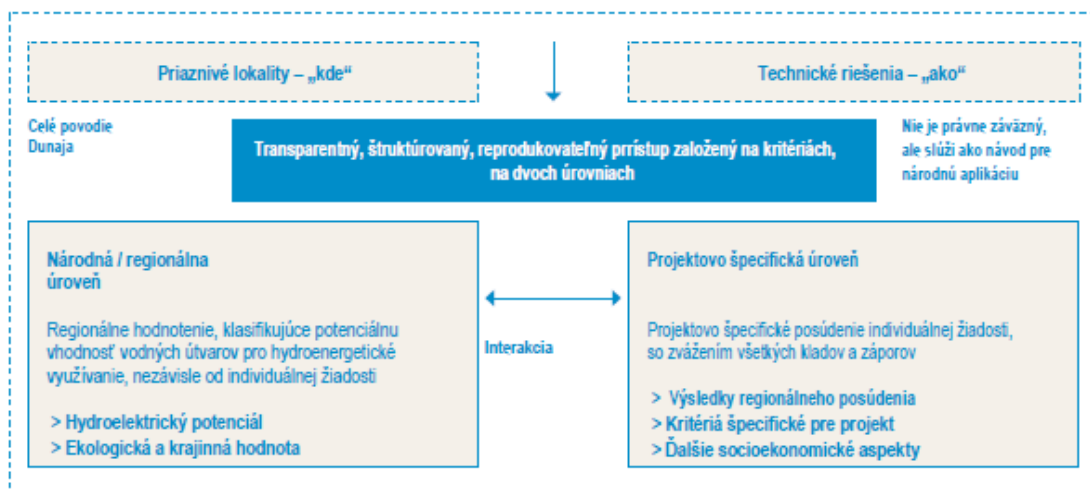 Priaznivé lokality – „kde“
Technické riešenia – „ako“
Celé povodie
Dunaja
Transparentný, štruktúrovaný, reprodukovateľný prrístup založený na kritériách,
na dvoch úrovniach
Nie je právne záväzný,
ale slúži ako návod pre
národnú aplikáciu
Národná / regionálna
úroveň
Regionálne hodnotenie, klasifikujúce potenciálnu
vhodnosť vodných útvarov pro hydroenergetické
využívanie, nezávisle od individuálnej žiadosti
> Hydroelektrický potenciál
> Ekologická a krajinná hodnota
Interakcia
Projektovo špecifická úroveň
Projektovo špecifické posúdenie individuálnej žiadosti,
so zvážením všetkých kladov a záporov
> Výsledky regionálneho posúdenia
> Kritériá špecifické pre projekt
> Ďalšie socioekonomické aspekty